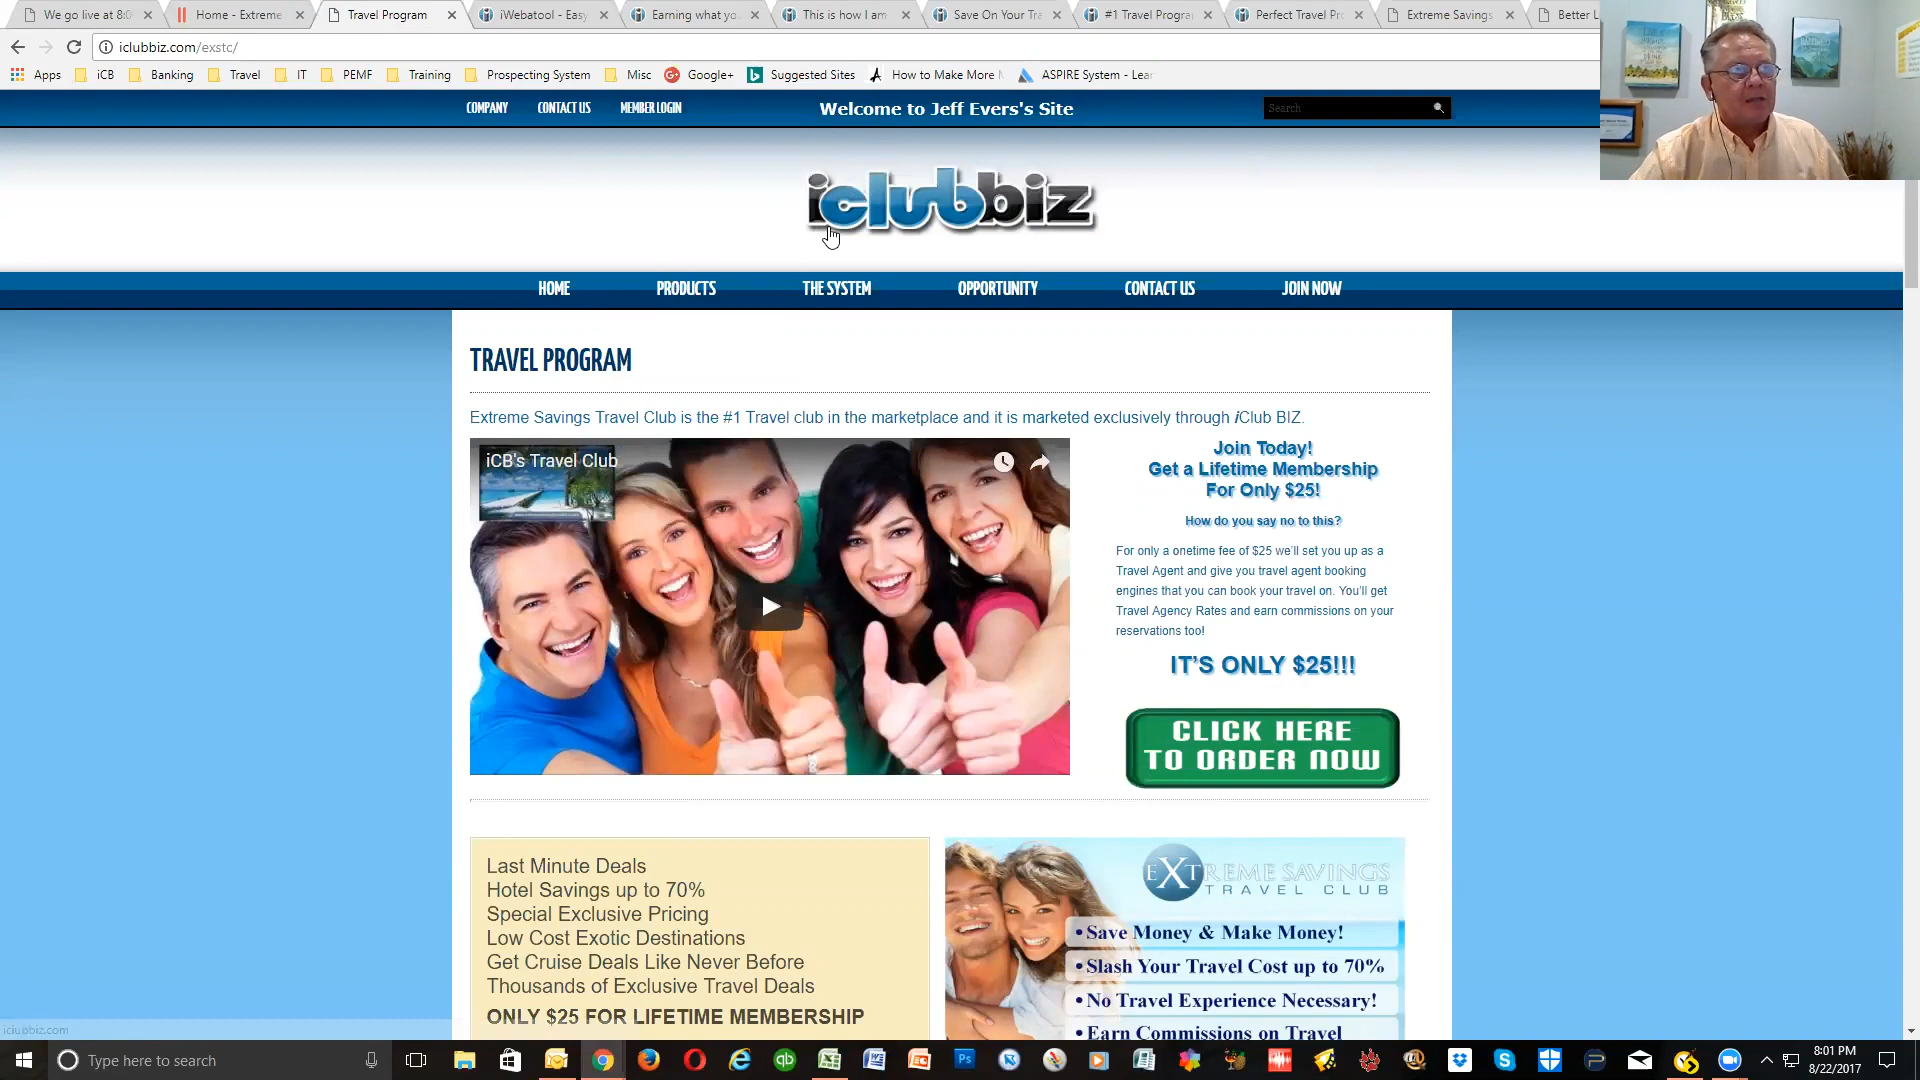 We go live at 8:0
Home - Extreme
Travel Program
iWebatool - Easy
Earning what yo
This is how I am
Save On Your Tra
#1 Travel Progra
Perfect Travel Pr
Extreme Savings
Better L
iclubbiz.com/exstc/
Apps
iCB
Banking
Travel
IT
PEMF
Training
Prospecting System
Misc
Google+
Suggested Sites
How to Make More
ASPIRE System - Lea
COMPANY
CONTACT US
MEMBER LOGIN
Welcome to Jeff Evers's Site
Search
iclubbiz
HOME
PRODUCTS
THE SYSTEM
OPPORTUNITY
CONTACT US
JOIN NOW
TRAVEL PROGRAM
Extreme Savings Travel Club is the #1 Travel club in the marketplace and it is marketed exclusively through iClub BIZ.
iCB's Travel Club
Join Today!
Get a Lifetime Membership
For Only $25!
How do you say no to this?
For only a onetime fee of $25 we'll set you up as a
Travel Agent and give you travel agent booking
engines that you can book your travel on. You'll get
Travel Agency Rates and earn commissions on your
reservations too!
IT'S ONLY $25!!!
CLICK HERE
TO ORDER NOW
Last Minute Deals
Hotel Savings up to 70%
Special Exclusive Pricing
Low Cost Exotic Destinations
Get Cruise Deals Like Never Before
Thousands of Exclusive Travel Deals
ONLY $25 FOR LIFETIME MEMBERSHIP
EXTREME SAVINGS
TRAVEL CLUB
•Save Money & Make Money!
•Slash Your Travel Cost up to 70%
•No Travel Experience Necessary!
•Earn Commissions on Travel
iclubbiz.com
Type here to search
8:01 PM
8/22/2017